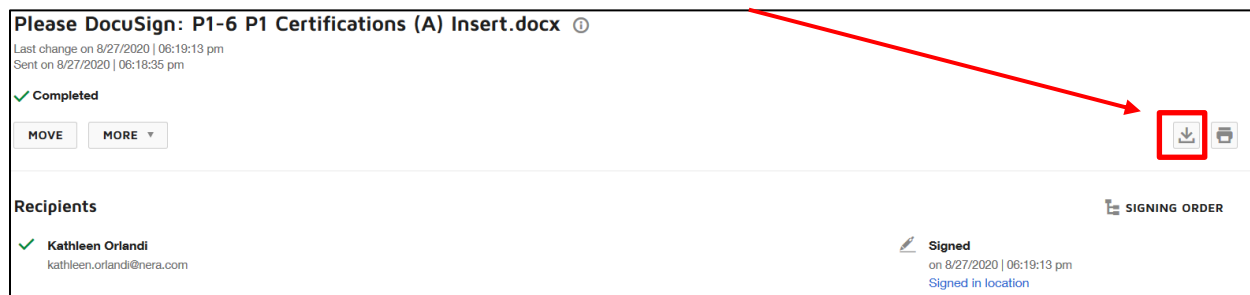 Please DocuSign: P1-6 P1 Certifications (A) Insert.docx
Last change on 8/27/2020 | 06:19:13 pm
Sent on 8/27/2020 | 06:18:35 pm
Completed
MOVE MORE
Recipients
SIGNING ORDER
Kathleen Orlandi
kathleen.orlandi@nera.com
Signed
on 8/27/2020 | 06:19:13 pm
Signed in location